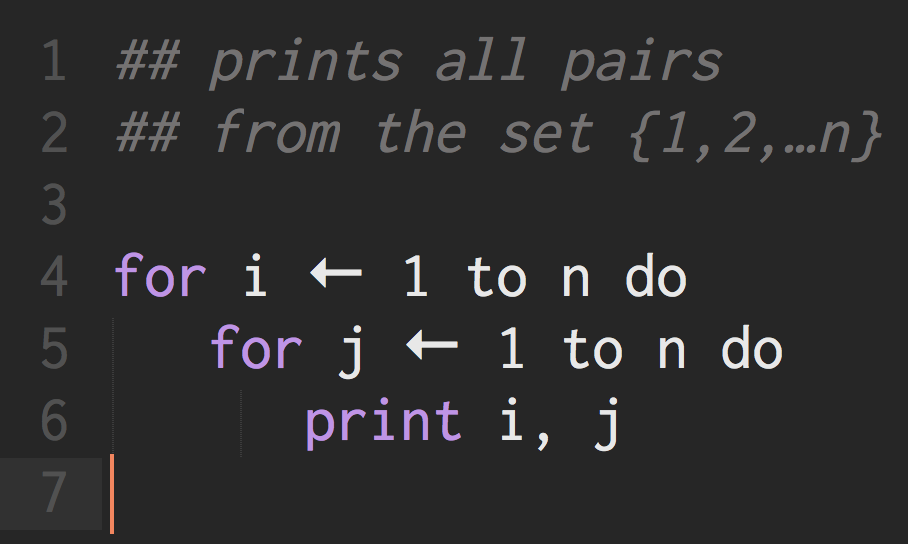 1 ## prints all pairs
2 ## from the set {1,2,…n}
3
4 for i ← 1 to n do
5 for j ← 1 to n do
6 print i, j
7